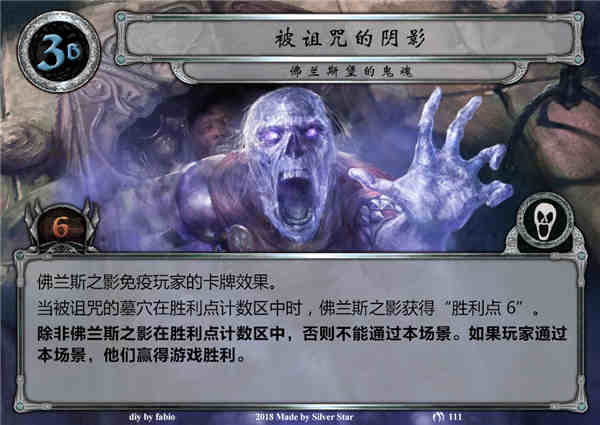 3B
被诅咒的阴影
佛兰斯堡的鬼魂
6
佛兰斯之影免疫玩家的卡牌效果。
当被诅咒的墓穴在胜利点计数区中时，佛兰斯之影获得“胜利点 6”。
除非佛兰斯之影在胜利点计数区中，否则不能通过本场景。如果玩家通过
本场景，他们赢得游戏胜利。
diy by fabio 2018 Made by Silver Star 111